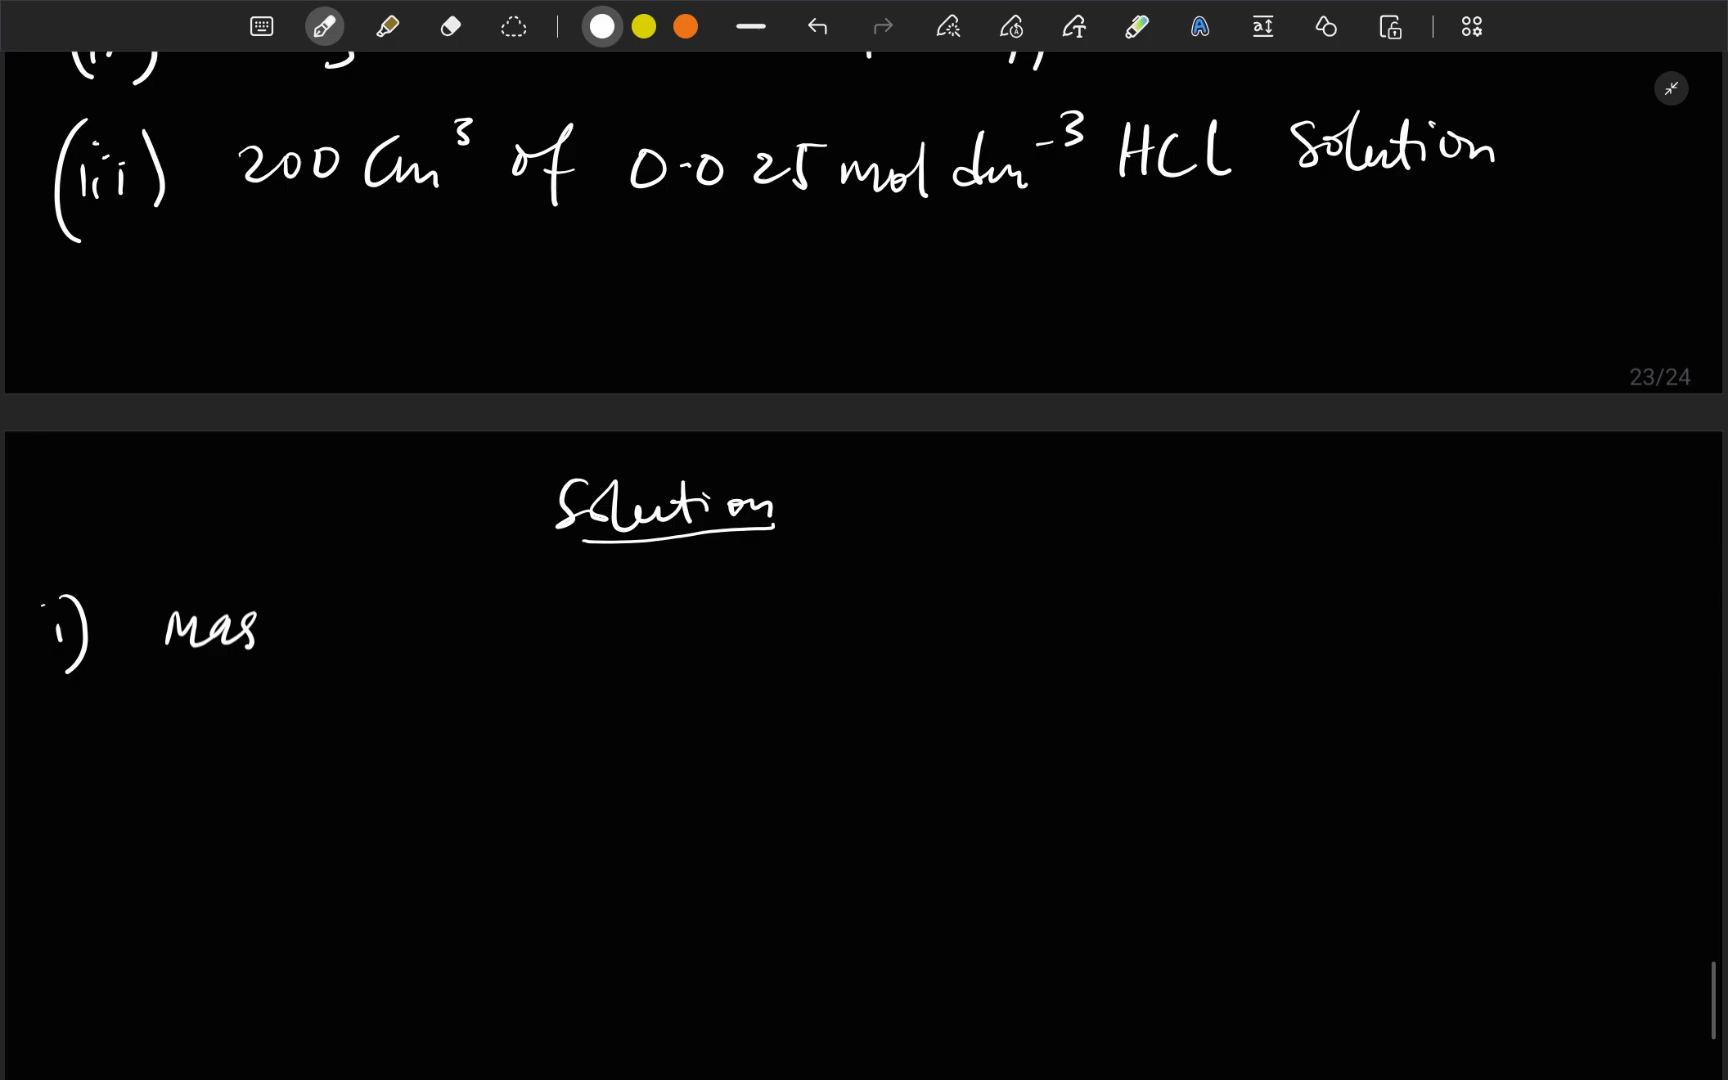 (iii) 200 Cm³ of 0.025 mol dm⁻³ HCl Solution
23/24
Solution
i) mas